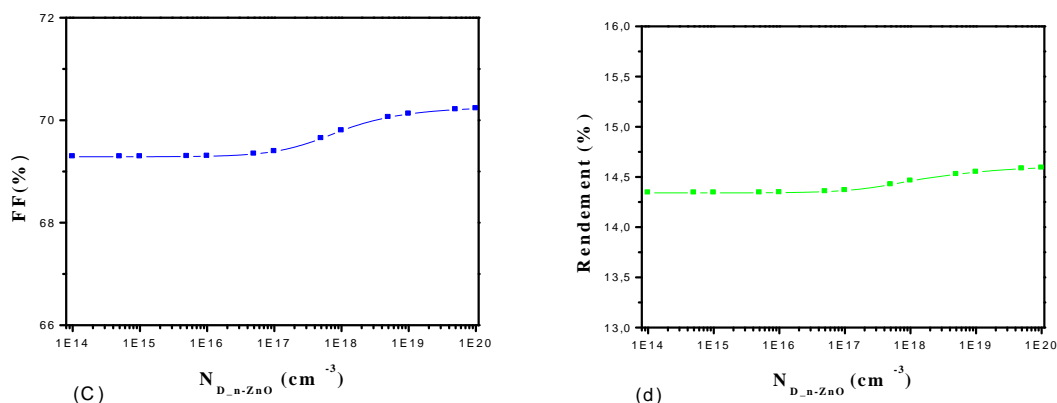 72
70
68
66
FF(%)
1E14 1E15 1E16 1E17 1E18 1E19 1E20
N D_n-ZnO (cm -3)
(C)
16,0
15,5
15,0
14,5
14,0
13,5
13,0
Rendement (%)
1E14 1E15 1E16 1E17 1E18 1E19 1E20
N D_n-ZnO (cm -3)
(d)